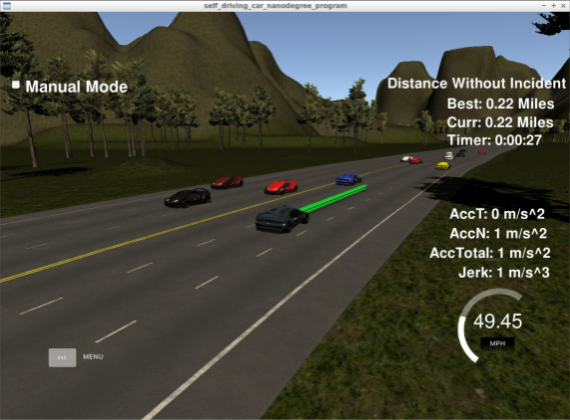 self_driving_car_nanodegree_program
Manual Mode
Distance Without Incident
Best: 0.22 Miles
Curr: 0.22 Miles
Timer: 0:00:27
AccT: 0 m/s^2
AccN: 1 m/s^2
AccTotal: 1 m/s^2
Jerk: 1 m/s^3
49.45
MPH
MENU